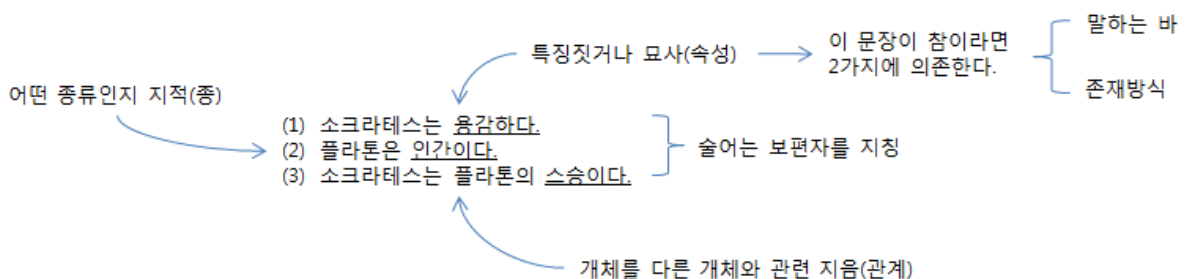 말하는 바
특징짓거나 묘사(속성)
이 문장이 참이라면
2가지에 의존한다.
존재방식
어떤 종류인지 지적(종)
(1) 소크라테스는 용감하다.
(2) 플라톤은 인간이다.
(3) 소크라테스는 플라톤의 스승이다.
술어는 보편자를 지칭
개체를 다른 개체와 관련 지음(관계)